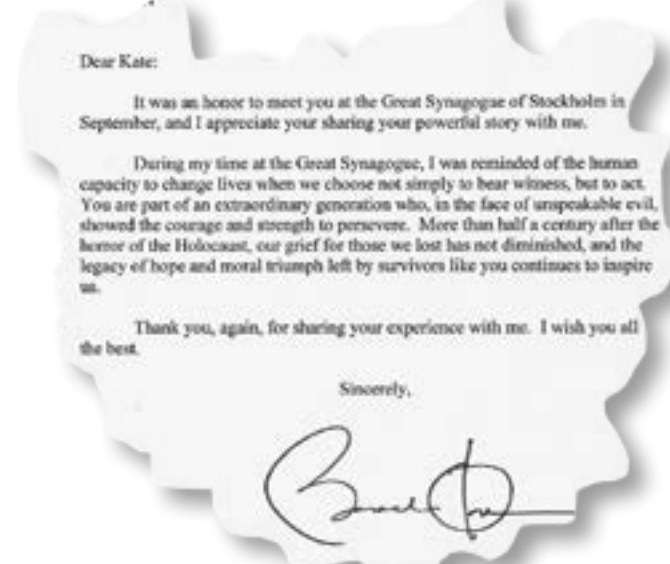 Dear Kate:
It was an honor to meet you at the Great Synagogue of Stockholm in
September, and I appreciate your sharing your powerful story with me.
During my time at the Great Synagogue, I was reminded of the human
capacity to change lives when we choose not simply to bear witness, but to act.
You are part of an extraordinary generation who, in the face of unspeakable evil,
showed the courage and strength to persevere. More than half a century after the
horror of the Holocaust, our grief for those we lost has not diminished, and the
legacy of hope and moral triumph left by survivors like you continues to inspire
us.
Thank you, again, for sharing your experience with me. I wish you all
the best.
Sincerely,